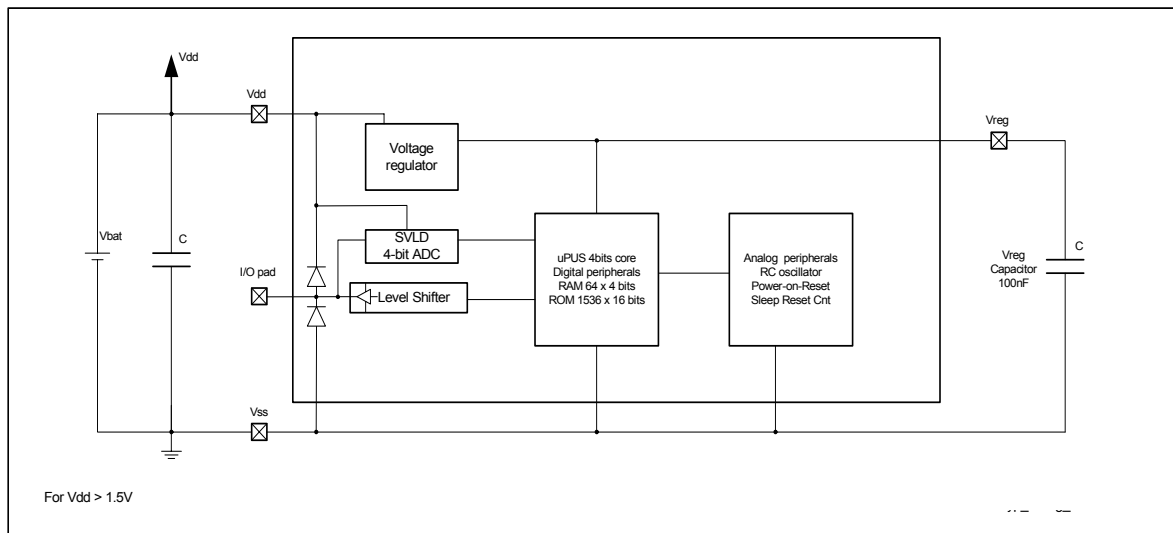 Vdd
Vdd
Voltage
regulator
Vreg
Vbat
C
SVLD
4-bit ADC
I/O pad
Level Shifter
uPUS 4bits core
Digital peripherals
RAM 64 x 4 bits
ROM 1536 x 16 bits
Analog peripherals
RC oscillator
Power-on-Reset
Sleep Reset Cnt
C
Vreg
Capacitor
100nF
Vss
For Vdd > 1.5V